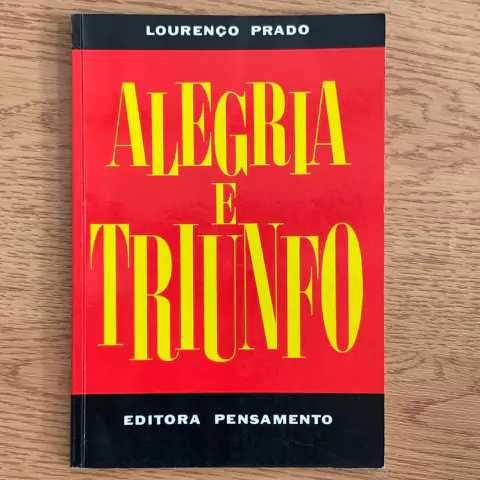 LOURENÇO PRADO
ALEGRIA
E
TRIUNFO
EDITORA PENSAMENTO